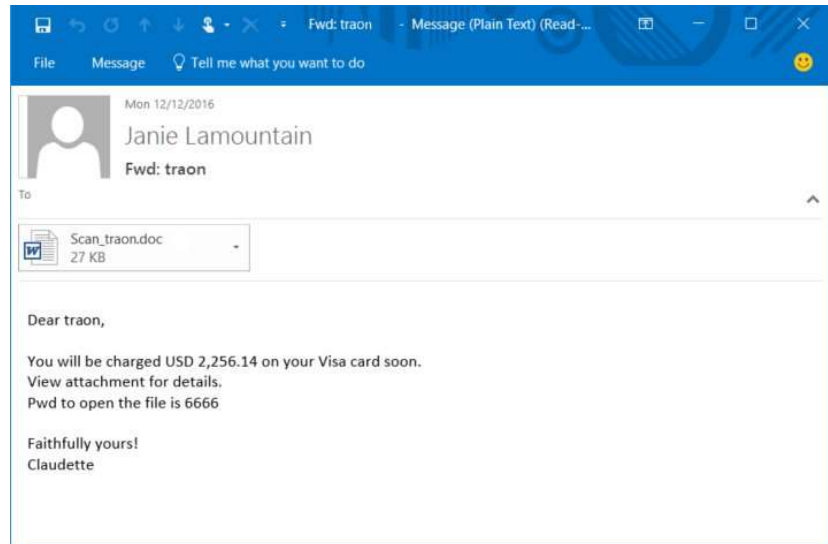 Fwd: traon - Message (Plain Text) (Read-...
File Message Tell me what you want to do
Mon 12/12/2016
Janie Lamountain
Fwd: traon
To
Scan_traon.doc
27 KB
Dear traon,
You will be charged USD 2,256.14 on your Visa card soon.
View attachment for details.
Pwd to open the file is 6666
Faithfully yours!
Claudette